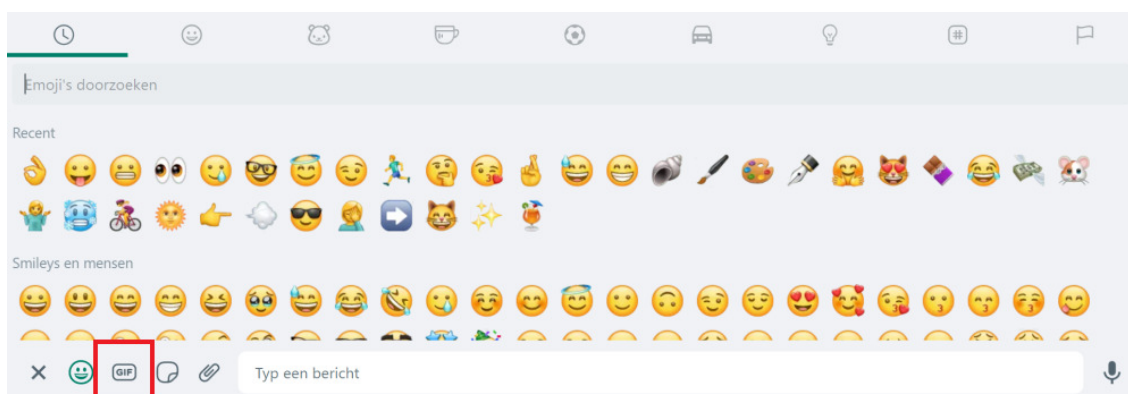 Emoji's doorzoeken
Recent
Smileys en mensen
GIF
Typ een bericht